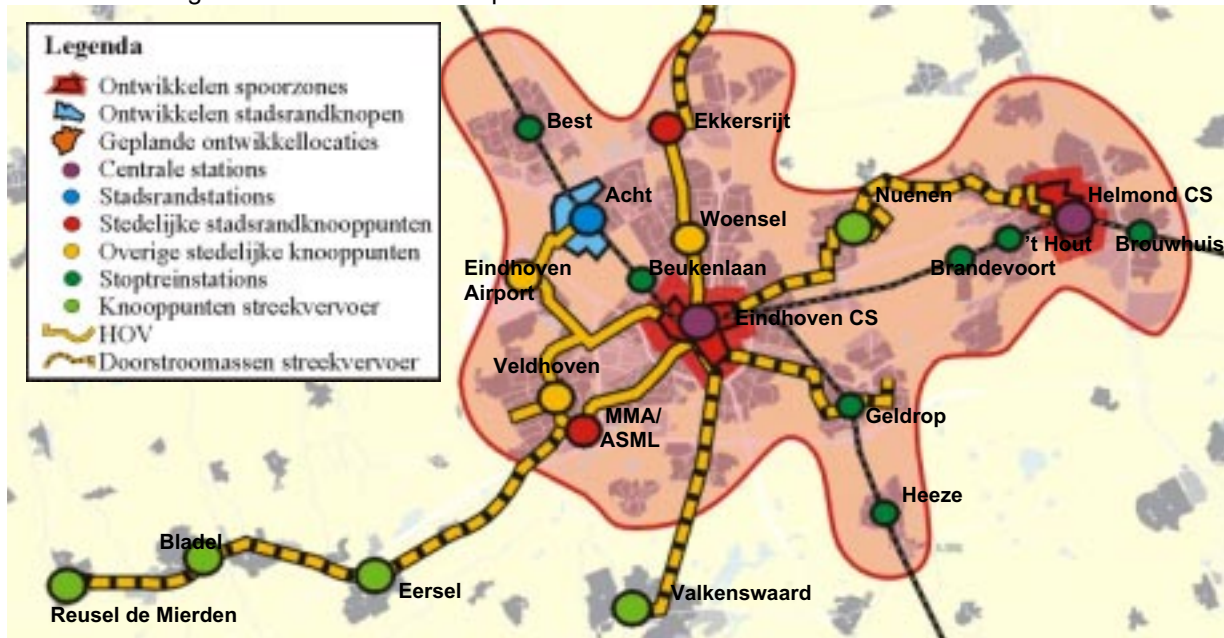 Legenda
Ontwikkelen spoorzones
Ontwikkelen stadsrandknopen
Geplande ontwikkellocaties
Centrale stations
Stadsrandstations
Stedelijke stadsrandknooppunten
Overige stedelijke knooppunten
Stoptreinstations
Knooppunten streekvervoer
HOV
Doorstroomassen streekvervoer
Best
Ekkersrijt
Acht
Woensel
Nuenen
Helmond CS
't Hout
Brouwhuis
Brandevoort
Eindhoven
Airport
Beukenlaan
Eindhoven CS
Veldhoven
MMA/
ASML
Geldrop
Heeze
Bladel
Eersel
Valkenswaard
Reusel de Mierden